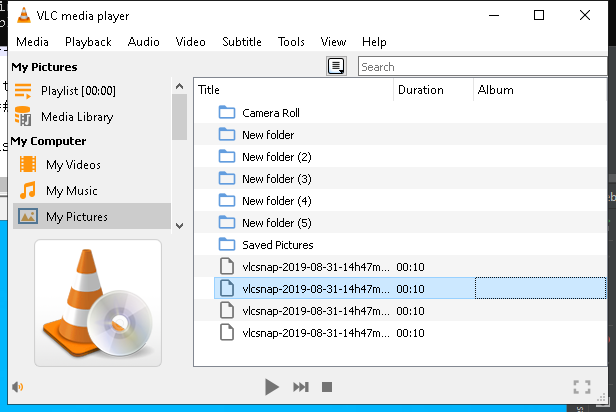 VLC media player
Media Playback Audio Video Subtitle Tools View Help
My Pictures
Search
Playlist [00:00]
Media Library
My Computer
My Videos
My Music
My Pictures
Title Duration Album
Camera Roll
New folder
New folder (2)
New folder (3)
New folder (4)
New folder (5)
Saved Pictures
vlcsnap-2019-08-31-14h47m... 00:10
vlcsnap-2019-08-31-14h47m... 00:10
vlcsnap-2019-08-31-14h47m... 00:10
vlcsnap-2019-08-31-14h47m... 00:10